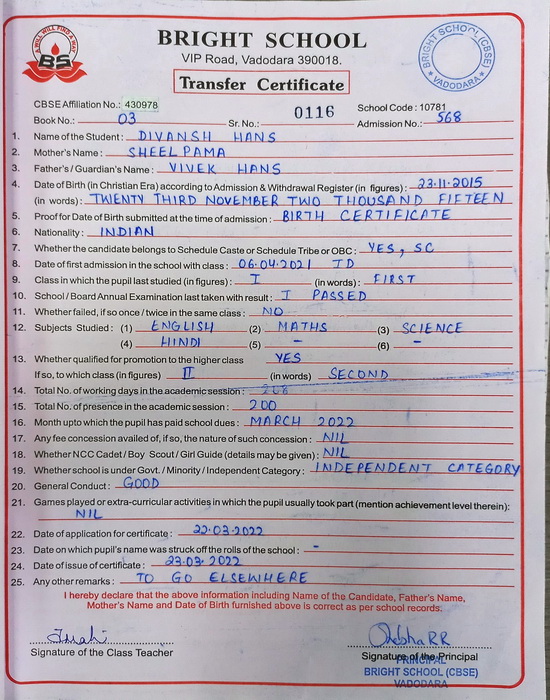 A WILL WILL FIND A WAY
BS
BRIGHT SCHOOL
VIP Road, Vadodara 390018.
Transfer Certificate
BRIGHT SCHOOL (CBSE)
VADODARA
CBSE Affiliation No.: 430978
School Code : 10781
Book No.: 03 Sr. No.: 0116 Admission No.: 568
1. Name of the Student : DIVANSH HANS
2. Mother's Name : SHEEL PAMA
3. Father's / Guardian's Name : VIVEK HANS
4. Date of Birth (in Christian Era) according to Admission & Withdrawal Register (in figures) : 23.11.2015
(in words) : TWENTY THIRD NOVEMBER TWO THOUSAND FIFTEEN
5. Proof for Date of Birth submitted at the time of admission : BIRTH CERTIFICATE
6. Nationality : INDIAN
7. Whether the candidate belongs to Schedule Caste or Schedule Tribe or OBC : YES, SC
8. Date of first admission in the school with class : 06.04.2021 I D
9. Class in which the pupil last studied (in figures) : I (in words) : FIRST
10. School / Board Annual Examination last taken with result : I PASSED
11. Whether failed, if so once / twice in the same class : NO
12. Subjects Studied : (1) ENGLISH (2) MATHS (3) SCIENCE
(4) HINDI (5) - (6) -
13. Whether qualified for promotion to the higher class YES
If so, to which class (in figures) II (in words) SECOND
14. Total No. of working days in the academic session :
15. Total No. of presence in the academic session : 200
16. Month upto which the pupil has paid school dues : MARCH 2022
17. Any fee concession availed of, if so, the nature of such concession : NIL
18. Whether NCC Cadet / Boy Scout / Girl Guide (details may be given) : NIL
19. Whether school is under Govt. / Minority / Independent Category : INDEPENDENT CATEGORY
20. General Conduct : GOOD
21. Games played or extra-curricular activities in which the pupil usually took part (mention achievement level therein) :
NIL
22. Date of application for certificate : 22.03.2022
23. Date on which pupil's name was struck off the rolls of the school : -
24. Date of issue of certificate : 23.03.2022
25. Any other remarks : TO GO ELSEWHERE
I hereby declare that the above information including Name of the Candidate, Father's Name,
Mother's Name and Date of Birth furnished above is correct as per school records.
Signature of the Class Teacher
Signature of the Principal
PRINCIPAL
BRIGHT SCHOOL (CBSE)
VADODARA